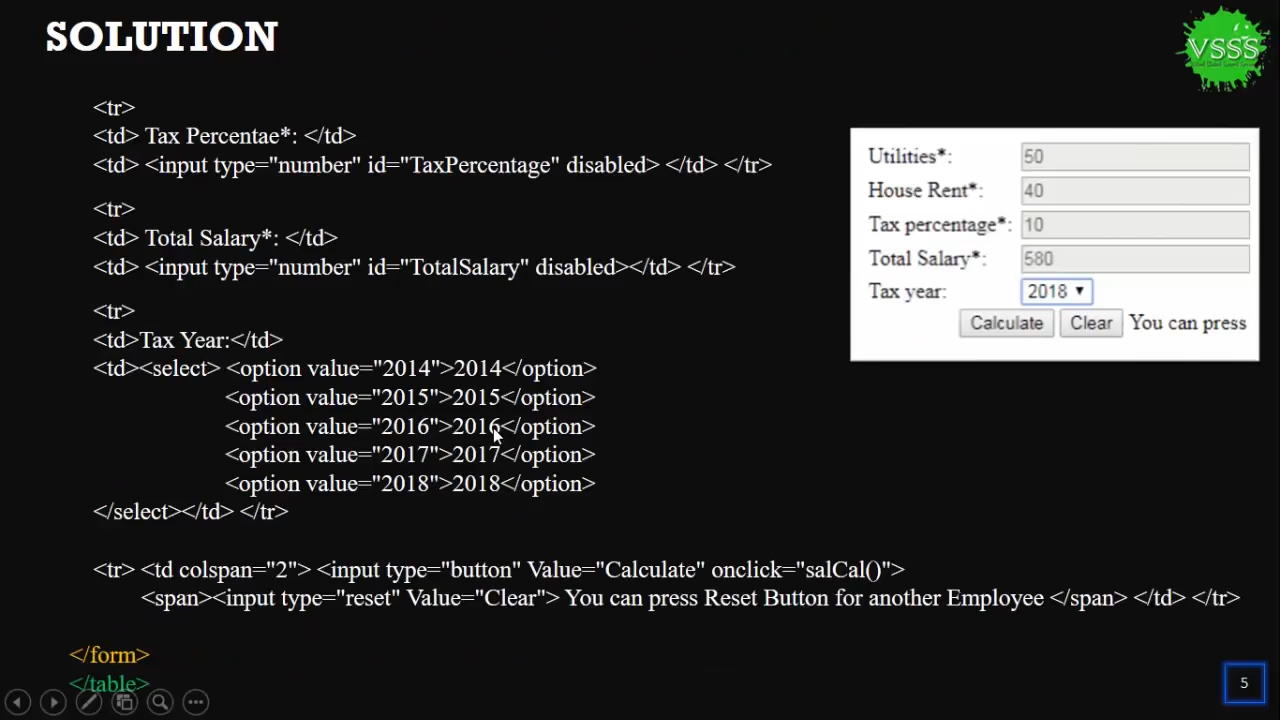 SOLUTION
VSSS
<tr>
<td> Tax Percentae*: </td>
<td> <input type="number" id="TaxPercentage" disabled> </td> </tr>
<tr>
<td> Total Salary*: </td>
<td> <input type="number" id="TotalSalary" disabled></td> </tr>
<tr>
<td>Tax Year:</td>
<td><select> <option value="2014">2014</option>
<option value="2015">2015</option>
<option value="2016">2016</option>
<option value="2017">2017</option>
<option value="2018">2018</option>
</select></td> </tr>
<tr> <td colspan="2"> <input type="button" Value="Calculate" onclick="salCal()">
<span><input type="reset" Value="Clear"> You can press Reset Button for another Employee </span> </td> </tr>
</form>
</table>
Utilities*: 50
House Rent*: 40
Tax percentage*: 10
Total Salary*: 580
Tax year: 2018
Calculate Clear You can press
5